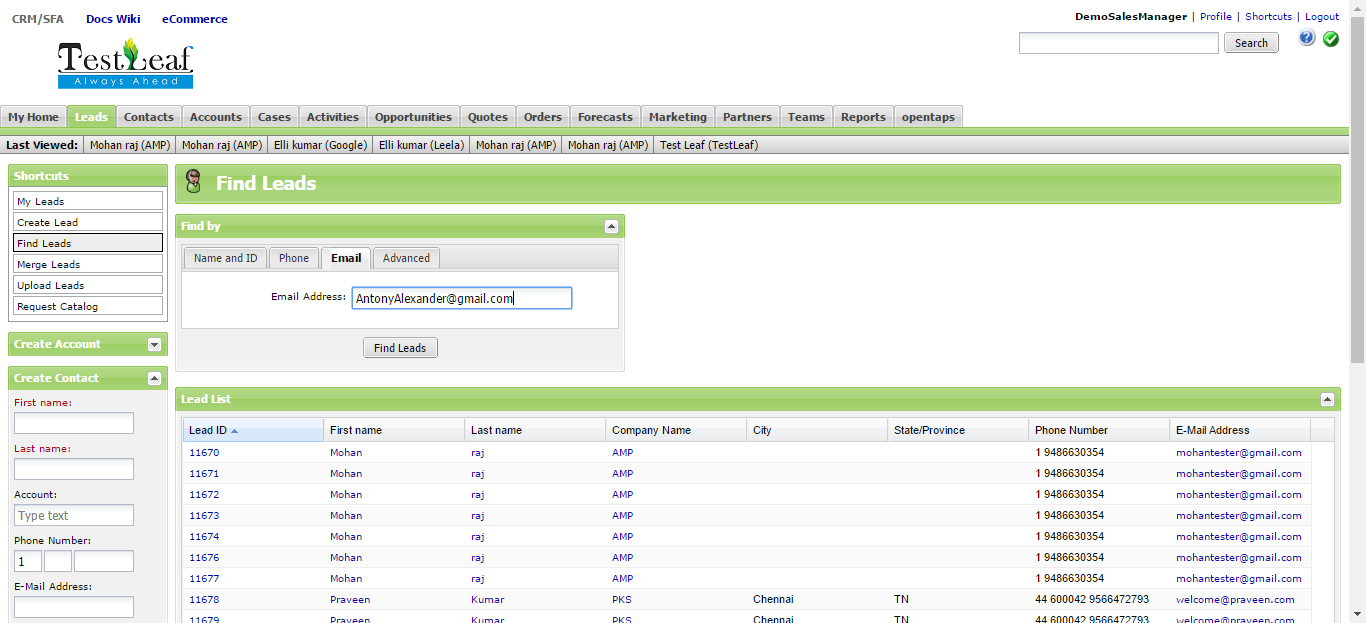 CRM/SFA Docs Wiki eCommerce
DemoSalesManager | Profile | Shortcuts | Logout
TestLeaf
Always Ahead
Search
My Home Leads Contacts Accounts Cases Activities Opportunities Quotes Orders Forecasts Marketing Partners Teams Reports opentaps
Last Viewed: Mohan raj (AMP) Mohan raj (AMP) Elli kumar (Google) Elli kumar (Leela) Mohan raj (AMP) Mohan raj (AMP) Test Leaf (TestLeaf)
Shortcuts
My Leads
Create Lead
Find Leads
Merge Leads
Upload Leads
Request Catalog
Create Account
Create Contact
First name:
Last name:
Account:
Type text
Phone Number:
1
E-Mail Address:
Find Leads
Find by
Name and ID Phone Email Advanced
Email Address: AntonyAlexander@gmail.com
Find Leads
Lead List
Lead ID First name Last name Company Name City State/Province Phone Number E-Mail Address
11670 Mohan raj AMP 1 9486630354 mohantester@gmail.com
11671 Mohan raj AMP 1 9486630354 mohantester@gmail.com
11672 Mohan raj AMP 1 9486630354 mohantester@gmail.com
11673 Mohan raj AMP 1 9486630354 mohantester@gmail.com
11674 Mohan raj AMP 1 9486630354 mohantester@gmail.com
11676 Mohan raj AMP 1 9486630354 mohantester@gmail.com
11677 Mohan raj AMP 1 9486630354 mohantester@gmail.com
11678 Praveen Kumar PKS Chennai TN 44 600042 9566472793 welcome@praveen.com
11679 Praveen Kumar PKS Chennai TN 44 600042 9566472793 welcome@praveen.com